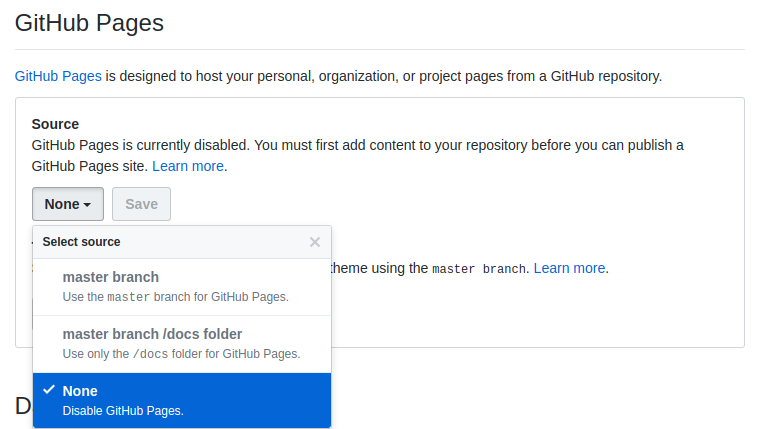 GitHub Pages
GitHub Pages is designed to host your personal, organization, or project pages from a GitHub repository.
Source
GitHub Pages is currently disabled. You must first add content to your repository before you can publish a
GitHub Pages site. Learn more.
None Save
Select source
theme using the master branch. Learn more.
master branch
Use the master branch for GitHub Pages.
master branch /docs folder
Use only the /docs folder for GitHub Pages.
None
Disable GitHub Pages.